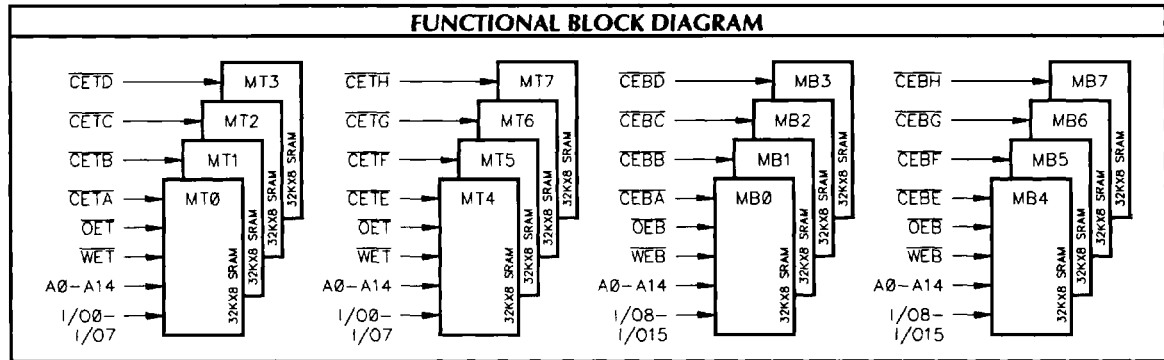 FUNCTIONAL BLOCK DIAGRAM
CETD
MT3
CETC
MT2
CETB
MT1
CETA
MTØ
OET
WET
AØ-A14
I/O0-
I/O7
32KX8 SRAM
32KX8 SRAM
32KX8 SRAM
32KX8 SRAM
CETH
MT7
CETG
MT6
CETF
MT5
CETE
MT4
OET
WET
AØ-A14
I/O0-
I/O7
32KX8 SRAM
32KX8 SRAM
32KX8 SRAM
32KX8 SRAM
CEBD
MB3
CEBC
MB2
CEBB
MB1
CEBA
MBØ
OEB
WEB
AØ-A14
I/O8-
I/O15
32KX8 SRAM
32KX8 SRAM
32KX8 SRAM
32KX8 SRAM
CEBH
MB7
CEBG
MB6
CEBF
MB5
CEBE
MB4
OEB
WEB
AØ-A14
I/O8-
I/O15
32KX8 SRAM
32KX8 SRAM
32KX8 SRAM
32KX8 SRAM